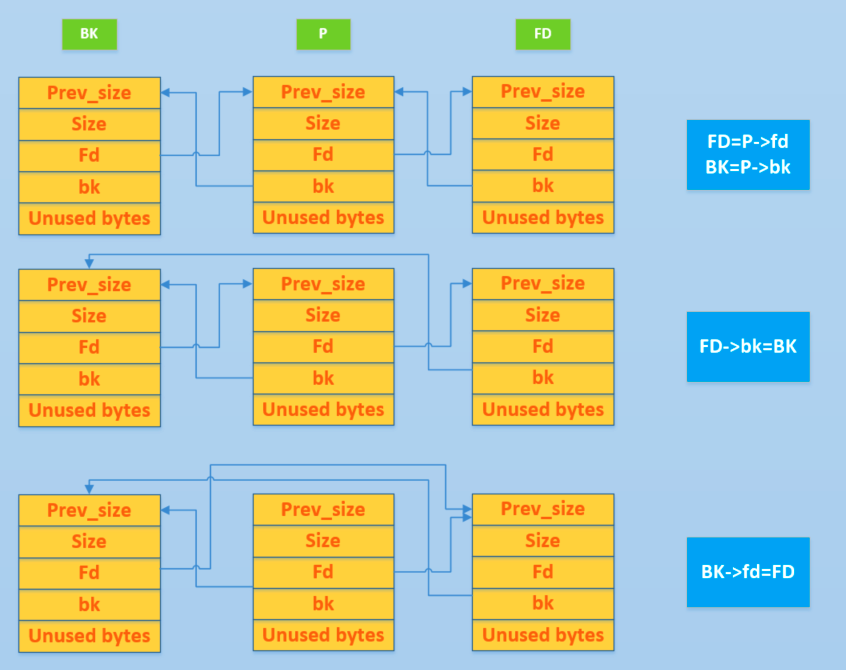 BK
P
FD
Prev_size
Size
Fd
bk
Unused bytes
Prev_size
Size
Fd
bk
Unused bytes
Prev_size
Size
Fd
bk
Unused bytes
FD=P->fd
BK=P->bk
Prev_size
Size
Fd
bk
Unused bytes
Prev_size
Size
Fd
bk
Unused bytes
Prev_size
Size
Fd
bk
Unused bytes
FD->bk=BK
Prev_size
Size
Fd
bk
Unused bytes
Prev_size
Size
Fd
bk
Unused bytes
Prev_size
Size
Fd
bk
Unused bytes
BK->fd=FD